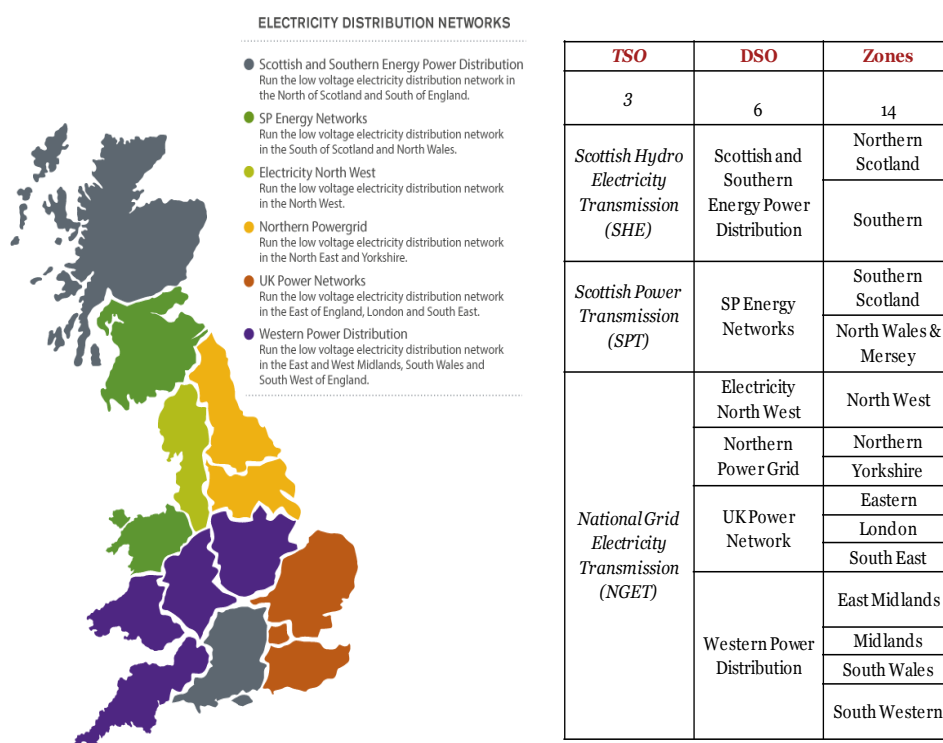 ELECTRICITY DISTRIBUTION NETWORKS
Scottish and Southern Energy Power Distribution
Run the low voltage electricity distribution network in
the North of Scotland and South of England.
SP Energy Networks
Run the low voltage electricity distribution network
in the South of Scotland and North Wales.
Electricity North West
Run the low voltage electricity distribution network
in the North West.
Northern Powergrid
Run the low voltage electricity distribution network
in the North East and Yorkshire.
UK Power Networks
Run the low voltage electricity distribution network
in the East of England, London and South East.
Western Power Distribution
Run the low voltage electricity distribution network
in the East and West Midlands, South Wales and
South West of England.
TSO DSO Zones
3 6 14
Scottish Hydro
Electricity
Transmission
(SHE)
Scottish and
Southern
Energy Power
Distribution
Northern
Scotland
Southern
Scottish Power
Transmission
(SPT)
SP Energy
Networks
Southern
Scotland
North Wales &
Mersey
National Grid
Electricity
Transmission
(NGET)
Electricity
North West
North West
Northern
Power Grid
Northern
Yorkshire
UK Power
Network
Eastern
London
South East
Western Power
Distribution
East Midlands
Midlands
South Wales
South Western